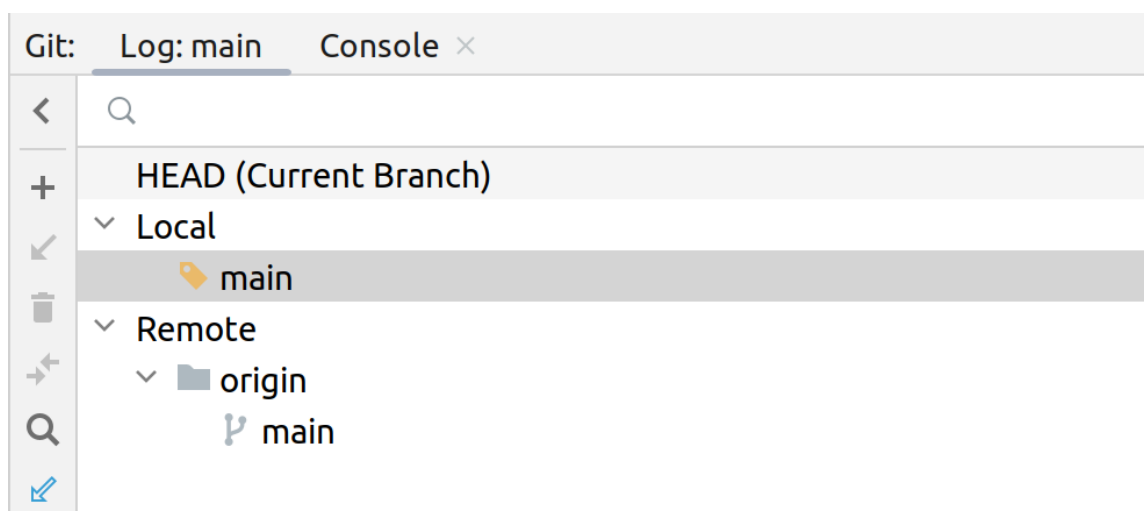 Git: Log: main Console
HEAD (Current Branch)
Local
main
Remote
origin
main